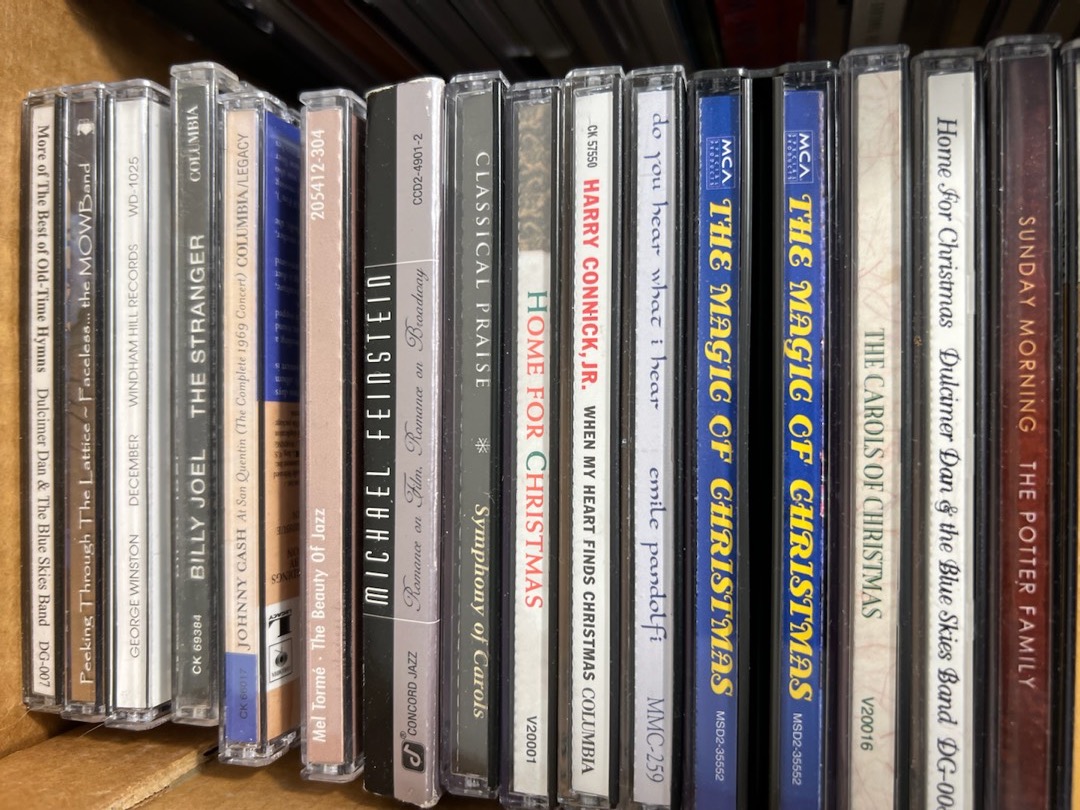 More of The Best of Old-Time Hymns Dulcimer Dan & The Blue Skies Band DG-007
Peeking Through The Lattice ~ Faceless... the MOWBand
GEORGE WINSTON DECEMBER WINDHAM HILL RECORDS WD-1025
CK 69384 BILLY JOEL THE STRANGER COLUMBIA
JOHNNY CASH At San Quentin (The Complete 1969 Concert) COLUMBIA/LEGACY
Mel Tormé · The Beauty Of Jazz 205412-304
MICHAEL FEINSTEIN
CONCORD JAZZ Romance on Film, Romance on Broadway CCD2-4901-2
CLASSICAL PRAISE Symphony of Carols
HOME FOR CHRISTMAS V20001
CK 57550 HARRY CONNICK, JR. WHEN MY HEART FINDS CHRISTMAS COLUMBIA
do you hear what i hear emile pandolfi MMC-259
MCA THE MAGIC OF CHRISTMAS MSD2-35552
MCA THE MAGIC OF CHRISTMAS MSD2-35552
THE CAROLS OF CHRISTMAS V20016
Home For Christmas Dulcimer Dan & the Blue Skies Band
SUNDAY MORNING THE POTTER FAMILY